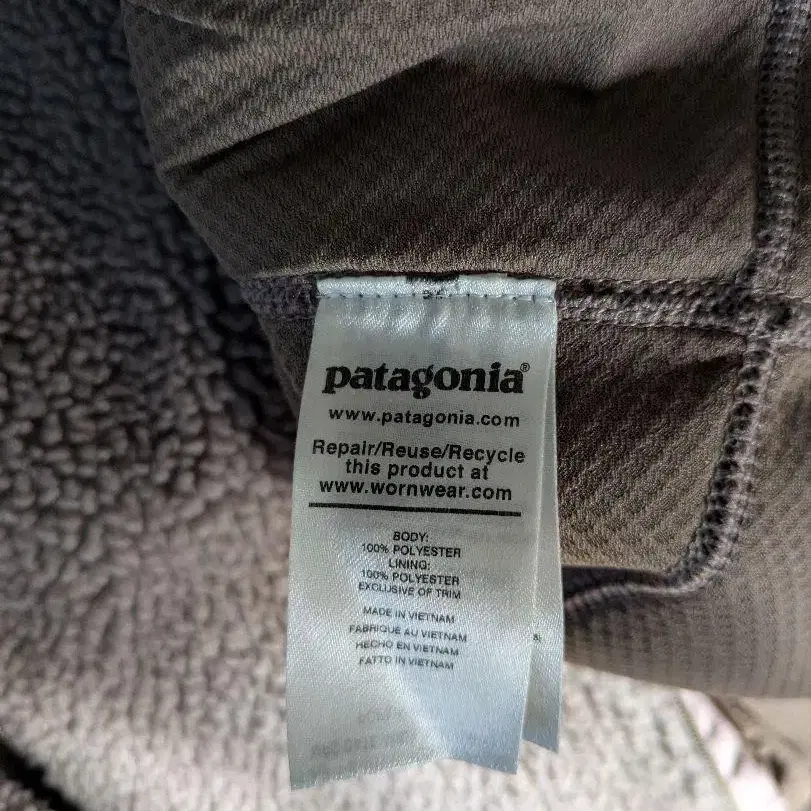 patagonia®
www.patagonia.com
Repair/Reuse/Recycle
this product at
www.wornwear.com
BODY:
100% POLYESTER
LINING:
100% POLYESTER
EXCLUSIVE OF TRIM
MADE IN VIETNAM
FABRIQUÉ AU VIETNAM
HECHO EN VIETNAM
FATTO IN VIETNAM